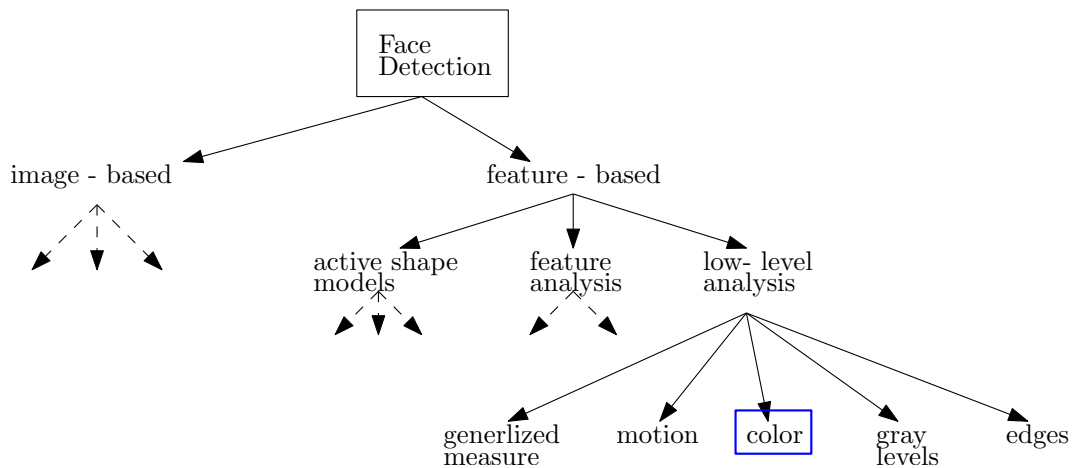 Face
Detection
image - based
feature - based
active shape
models
feature
analysis
low- level
analysis
generlized
measure
motion
color
gray
levels
edges